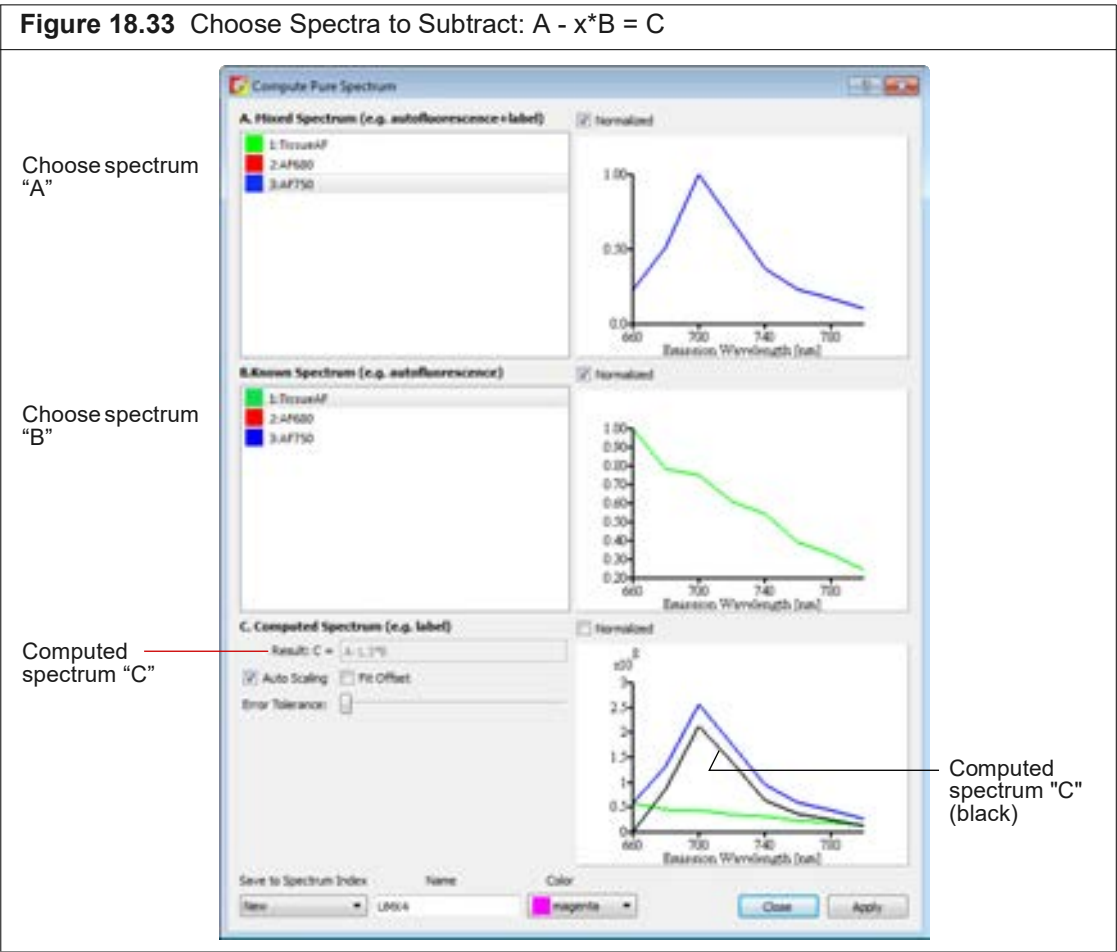 Figure 18.33 Choose Spectra to Subtract: A - x*B = C
Compute Pure Spectrum
A. Mixed Spectrum (e.g. autofluorescence+label)
Normalized
Choose spectrum
“A”
1:TissueAF
2:AF680
3:AF750
1.00
0.50
0.0
660
700
740
780
Emission Wavelength [nm]
B.Known Spectrum (e.g. autofluorescence)
Normalized
Choose spectrum
“B”
1:TissueAF
2:AF680
3:AF750
1.00
0.90
0.80
0.70
0.60
0.50
0.40
0.30
0.20
660
700
740
780
Emission Wavelength [nm]
C. Computed Spectrum (e.g. label)
Normalized
Computed
spectrum “C”
Result: C =
Auto Scaling
Fit Offset
Error Tolerance:
3
2.5
2
1.5
1
0.5
0
660
700
740
780
Emission Wavelength [nm]
Computed
spectrum "C"
(black)
Save to Spectrum Index
Name
Color
New
UMX4
magenta
Close
Apply